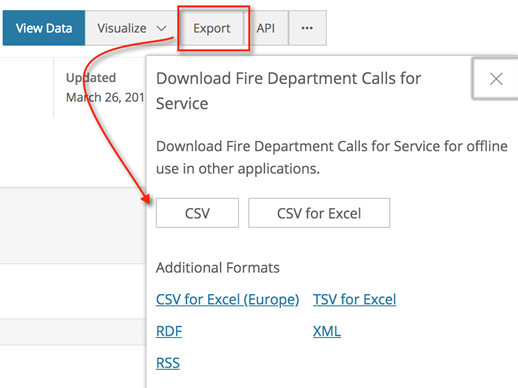 View Data Visualize Export API ...
Updated
March 26, 201
Download Fire Department Calls for
Service
Download Fire Department Calls for Service for offline
use in other applications.
CSV CSV for Excel
Additional Formats
CSV for Excel (Europe) TSV for Excel
RDF XML
RSS